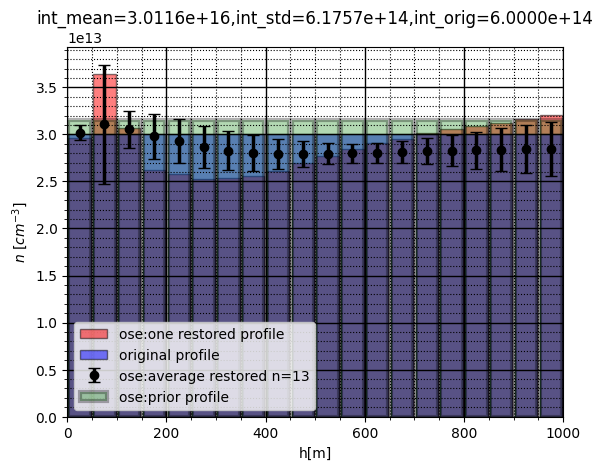 int_mean=3.0116e+16,int_std=6.1757e+14,int_orig=6.0000e+14
1e13
3.5
3.0
2.5
2.0
1.5
1.0
0.5
0.0
n [cm⁻³]
ose:one restored profile
original profile
ose:average restored n=13
ose:prior profile
0 200 400 600 800 1000
h[m]